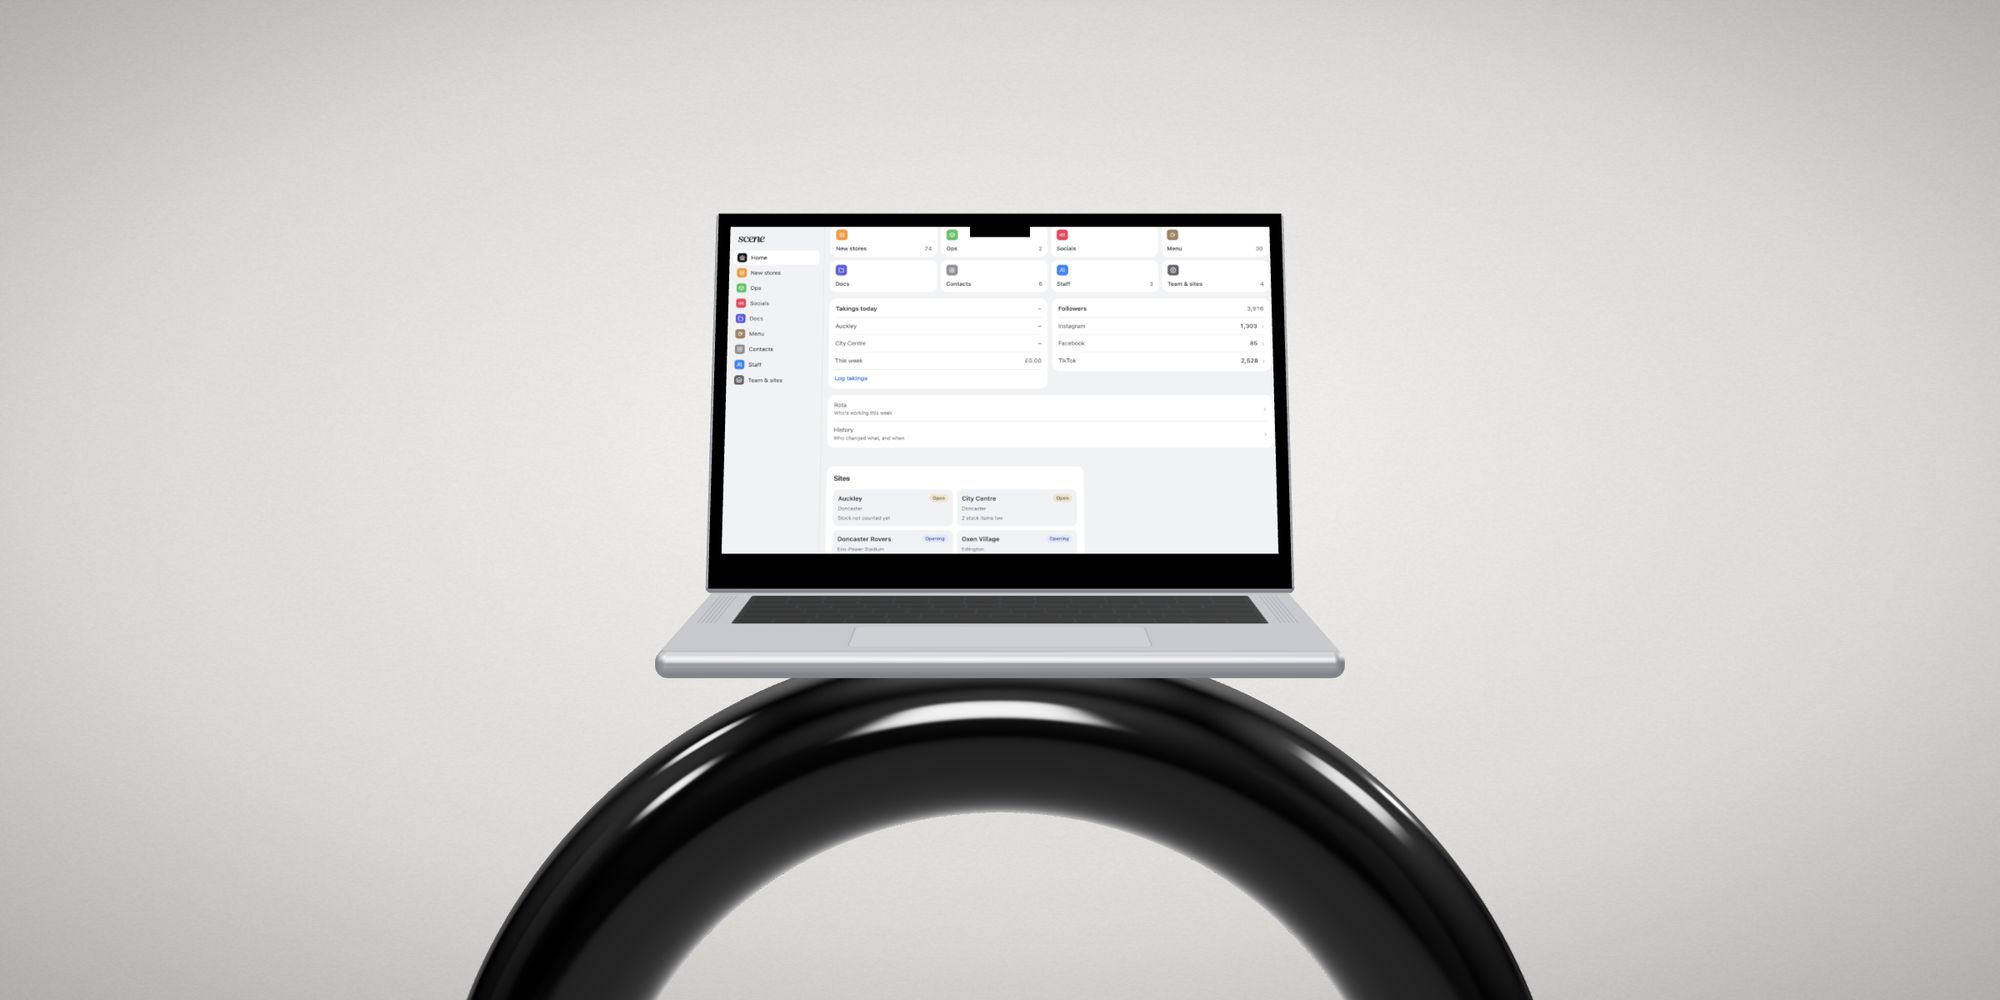 scene
Home
New stores
Ops
Socials
Docs
Menu
Contacts
Staff
Team & sites
New stores 74
Ops 2
Socials
Menu 30
Docs
Contacts 6
Staff 3
Team & sites 4
Takings today –
Auckley –
City Centre –
This week £0.00
Log takings
Followers 3,916
Instagram 1,303
Facebook 85
TikTok 2,528
Rota
Who's working this week
History
Who changed what, and when
Sites
Auckley Open
Doncaster
Stock not counted yet
City Centre Open
Doncaster
2 stock items low
Doncaster Rovers Opening
Eco-Power Stadium
Oxen Village Opening
Edlington